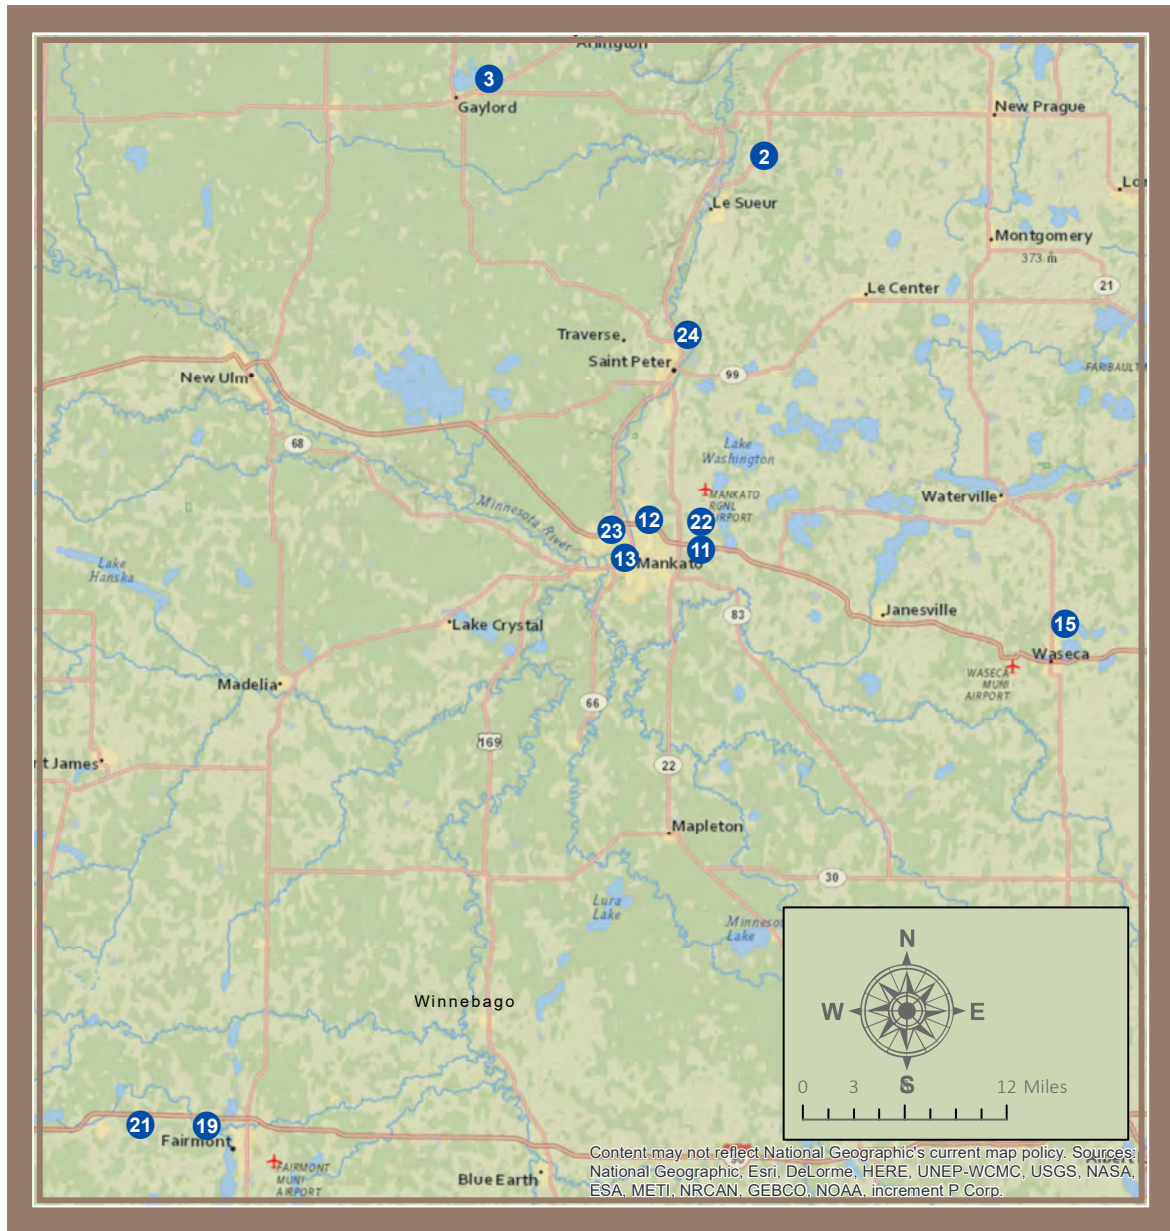 Arlington
3
Gaylord
New Prague
2
Le Sueur
Montgomery
373 m
Le Center
21
Traverse
24
Saint Peter
99
FARIBAULT
New Ulm
68
Lake
Washington
MANKATO
RGNL
AIRPORT
Waterville
Minnesota River
12
22
23
11
13
Mankato
Lake
Hanska
83
Janesville
15
Lake Crystal
Waseca
WASECA
MUNI
AIRPORT
Madelia
66
169
t James
22
Mapleton
30
Lura
Lake
Lake
N
Winnebago
W
E
S
0
3
12 Miles
21
19
Fairmont
FAIRMONT
MUNI
AIRPORT
Blue Earth
90
Content may not reflect National Geographic's current map policy. Sources:
National Geographic, Esri, DeLorme, HERE, UNEP-WCMC, USGS, NASA,
ESA, METI, NRCAN, GEBCO, NOAA, increment P Corp.